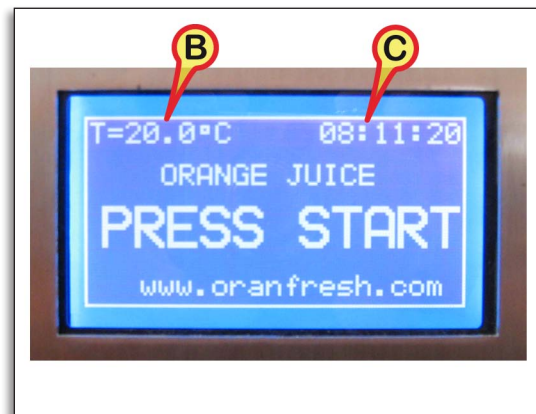 B C
T=20.0°C 08:11:20
ORANGE JUICE
PRESS START
www.oranfresh.com